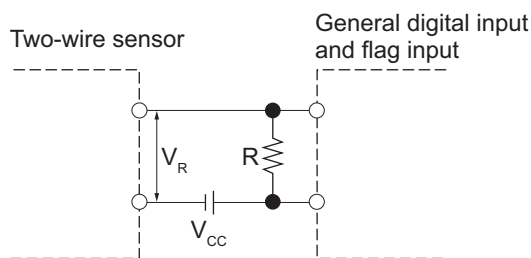 Two-wire sensor
General digital input
and flag input
V_R
R
V_CC